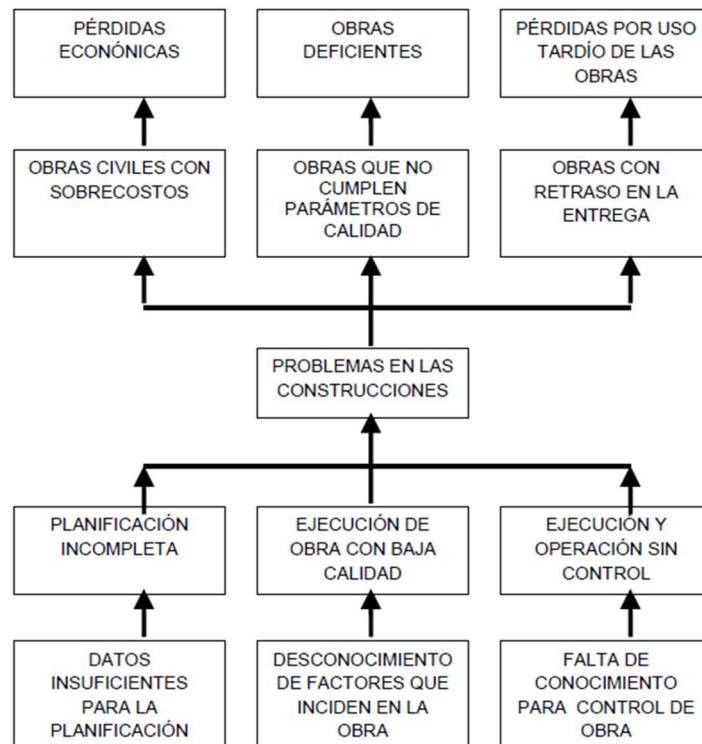 PÉRDIDAS
ECONÓNICAS
OBRAS
DEFICIENTES
PÉRDIDAS POR USO
TARDÍO DE LAS
OBRAS
OBRAS CIVILES CON
SOBRECOSTOS
OBRAS QUE NO
CUMPLEN
PARÁMETROS DE
CALIDAD
OBRAS CON
RETRASO EN LA
ENTREGA
PROBLEMAS EN LAS
CONSTRUCCIONES
PLANIFICACIÓN
INCOMPLETA
EJECUCIÓN DE
OBRA CON BAJA
CALIDAD
EJECUCIÓN Y
OPERACIÓN SIN
CONTROL
DATOS
INSUFICIENTES
PARA LA
PLANIFICACIÓN
DESCONOCIMIENTO
DE FACTORES QUE
INCIDEN EN LA
OBRA
FALTA DE
CONOCIMIENTO
PARA CONTROL DE
OBRA